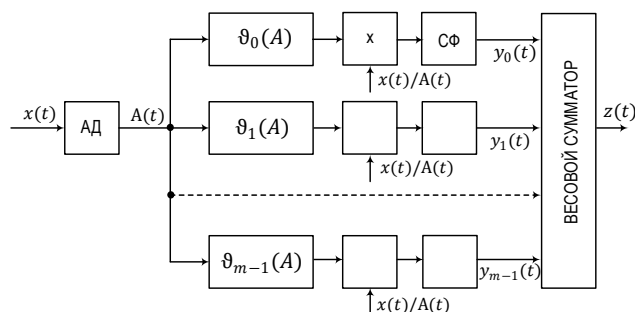 ϑ₀(A)
x
СФ
y₀(t)
x(t)/A(t)
x(t)
АД
A(t)
ϑ₁(A)
y₁(t)
x(t)/A(t)
ϑₘ₋₁(A)
yₘ₋₁(t)
x(t)/A(t)
ВЕСОВОЙ СУММАТОР
z(t)